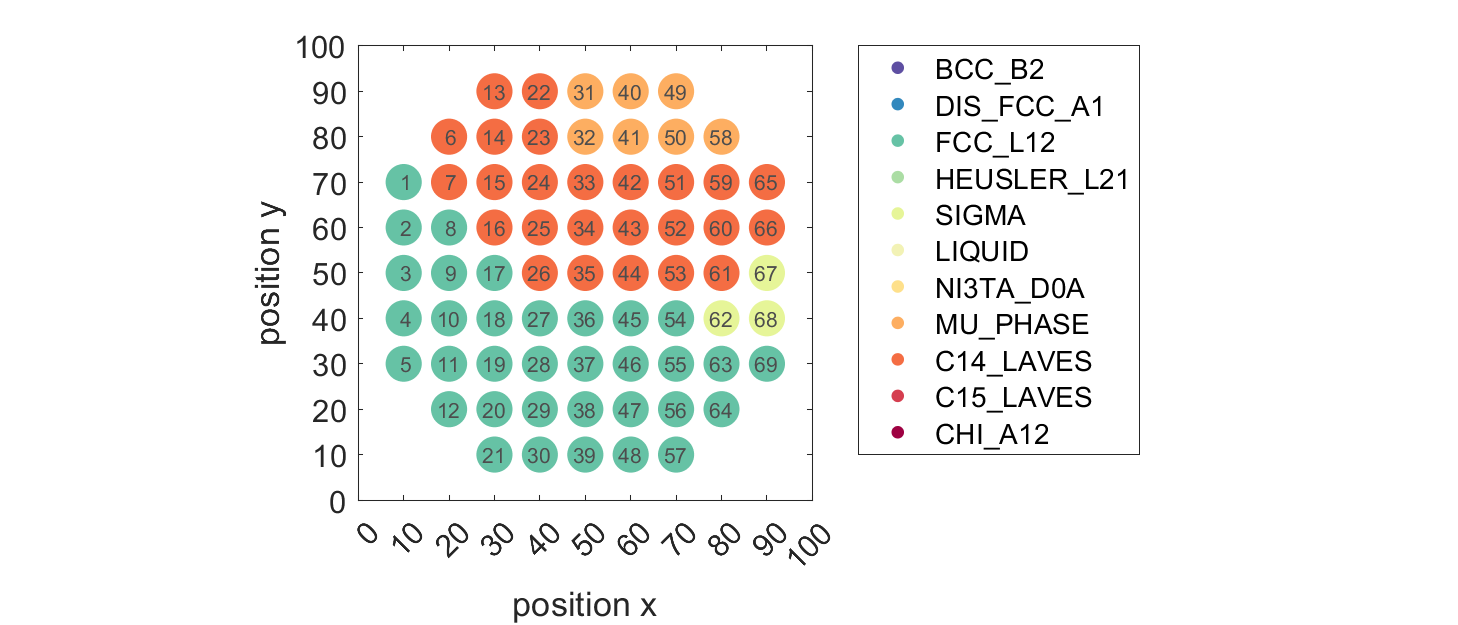 100
90
80
70
60
50
40
30
20
10
0
position y
13 22 31 40 49
6 14 23 32 41 50 58
1 7 15 24 33 42 51 59 65
2 8 16 25 34 43 52 60 66
3 9 17 26 35 44 53 61 67
4 10 18 27 36 45 54 62 68
5 11 19 28 37 46 55 63 69
12 20 29 38 47 56 64
21 30 39 48 57
0 10 20 30 40 50 60 70 80 90 100
position x
BCC_B2
DIS_FCC_A1
FCC_L12
HEUSLER_L21
SIGMA
LIQUID
NI3TA_D0A
MU_PHASE
C14_LAVES
C15_LAVES
CHI_A12